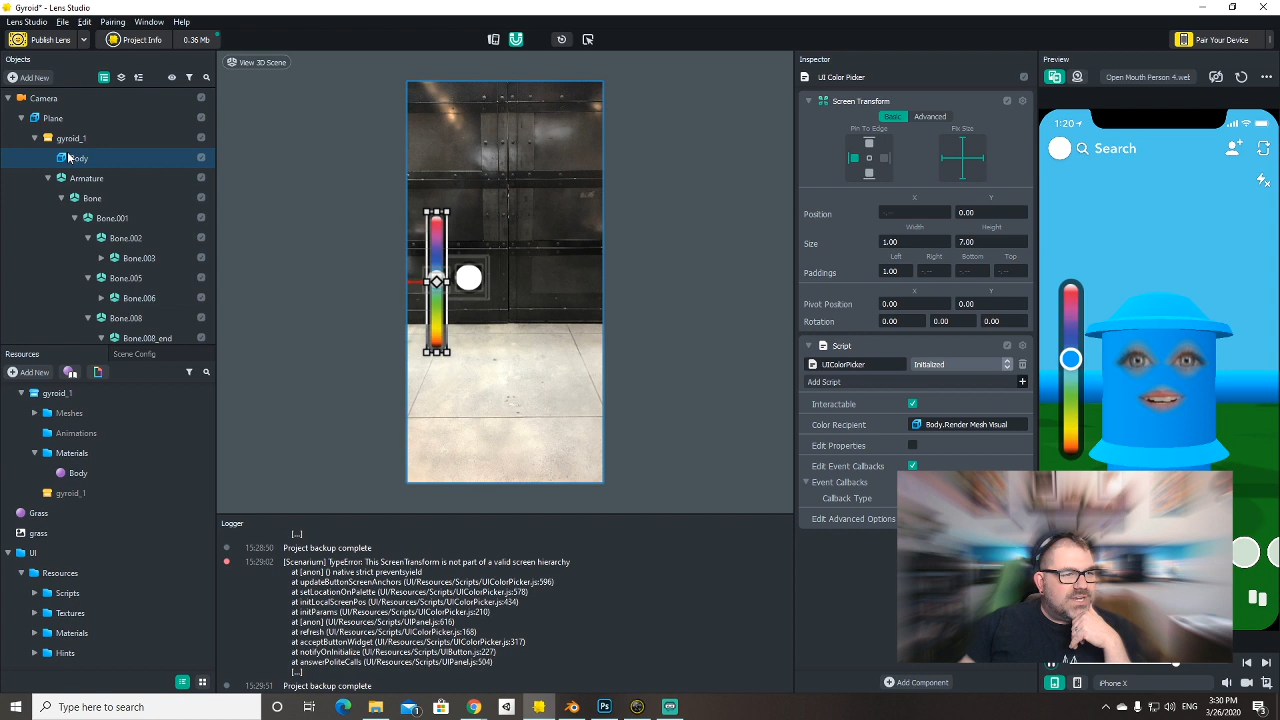 Gyroid*
Lens Studio File Edit Pairing Window Help
Publish Lens Project Info 0.36 Mb Pair Your Device
Objects
Add New
Camera
Plane
gyroid_1
Body
Armature
Bone
Bone.001
Bone.002
Bone.003
Bone.005
Bone.006
Bone.008
Bone.008_end
Resources Scene Config
Add New
gyroid_1
Meshes
Animations
Materials
Body
gyroid_1
Grass
grass
UI
Resources
Scripts
Textures
Materials
Hints
View 3D Scene
Logger
[...]
15:28:50 Project backup complete
15:29:02 [Scenarium] TypeError: This ScreenTransform is not part of a valid screen hierarchy
at [anon] () native strict preventsyield
at updateButtonScreenAnchors (UI/Resources/Scripts/UIColorPicker.js:596)
at setLocationOnPalette (UI/Resources/Scripts/UIColorPicker.js:578)
at initLocalScreenPos (UI/Resources/Scripts/UIColorPicker.js:434)
at initParams (UI/Resources/Scripts/UIColorPicker.js:210)
at [anon] (UI/Resources/Scripts/UIPanel.js:616)
at refresh (UI/Resources/Scripts/UIColorPicker.js:168)
at acceptButtonWidget (UI/Resources/Scripts/UIColorPicker.js:317)
at notifyOnInitialize (UI/Resources/Scripts/UIButton.js:227)
at answerPoliteCalls (UI/Resources/Scripts/UIPanel.js:504)
[...]
15:29:51 Project backup complete
Inspector
UI Color Picker
Screen Transform
Basic Advanced
Pin To Edge Fix Size
X Y
Position -.-- 0.00
Width Height
Size 1.00 7.00
Left Right Bottom Top
Paddings 1.00 -.-- -.-- -.--
X Y
Pivot Position 0.00 0.00
Rotation 0.00 0.00 0.00
Script
UIColorPicker Initialized
Add Script
Interactable
Color Recipient Body.Render Mesh Visual
Edit Properties
Edit Event Callbacks
Event Callbacks
Callback Type
Edit Advanced Options
Add Component
Preview
Open Mouth Person 4.web
1:20
Search
iPhone X
Type here to search
ENG
3:30 PM
3/26/2020